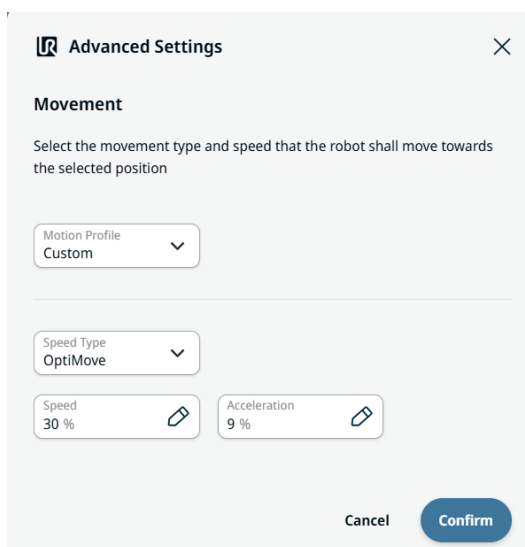 UR Advanced Settings
Movement
Select the movement type and speed that the robot shall move towards
the selected position
Motion Profile
Custom
Speed Type
OptiMove
Speed
30 %
Acceleration
9 %
Cancel
Confirm